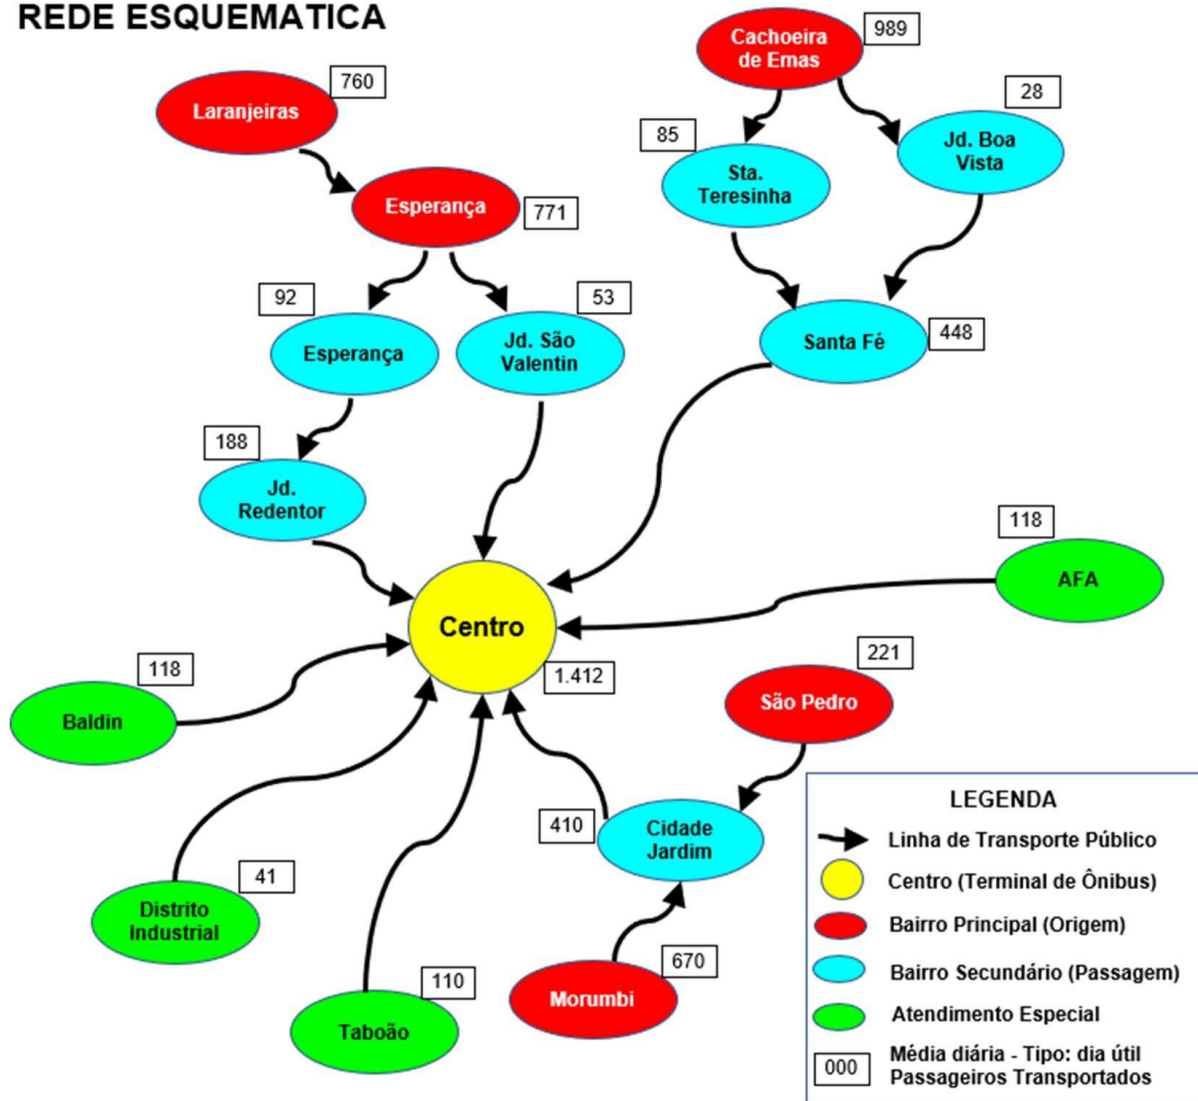 REDE ESQUEMATICA
Cachoeira
de Emas
989
Laranjeiras
760
28
Jd. Boa
Vista
85
Sta.
Teresinha
Esperança
771
92
Esperança
53
Jd. São
Valentin
Santa Fé
448
188
Jd.
Redentor
118
AFA
Centro
1.412
118
Baldin
221
São Pedro
410
Cidade
Jardim
41
Distrito
Industrial
110
Taboão
670
Morumbi
LEGENDA
Linha de Transporte Público
Centro (Terminal de Ônibus)
Bairro Principal (Origem)
Bairro Secundário (Passagem)
Atendimento Especial
000
Média diária - Tipo: dia útil
Passageiros Transportados